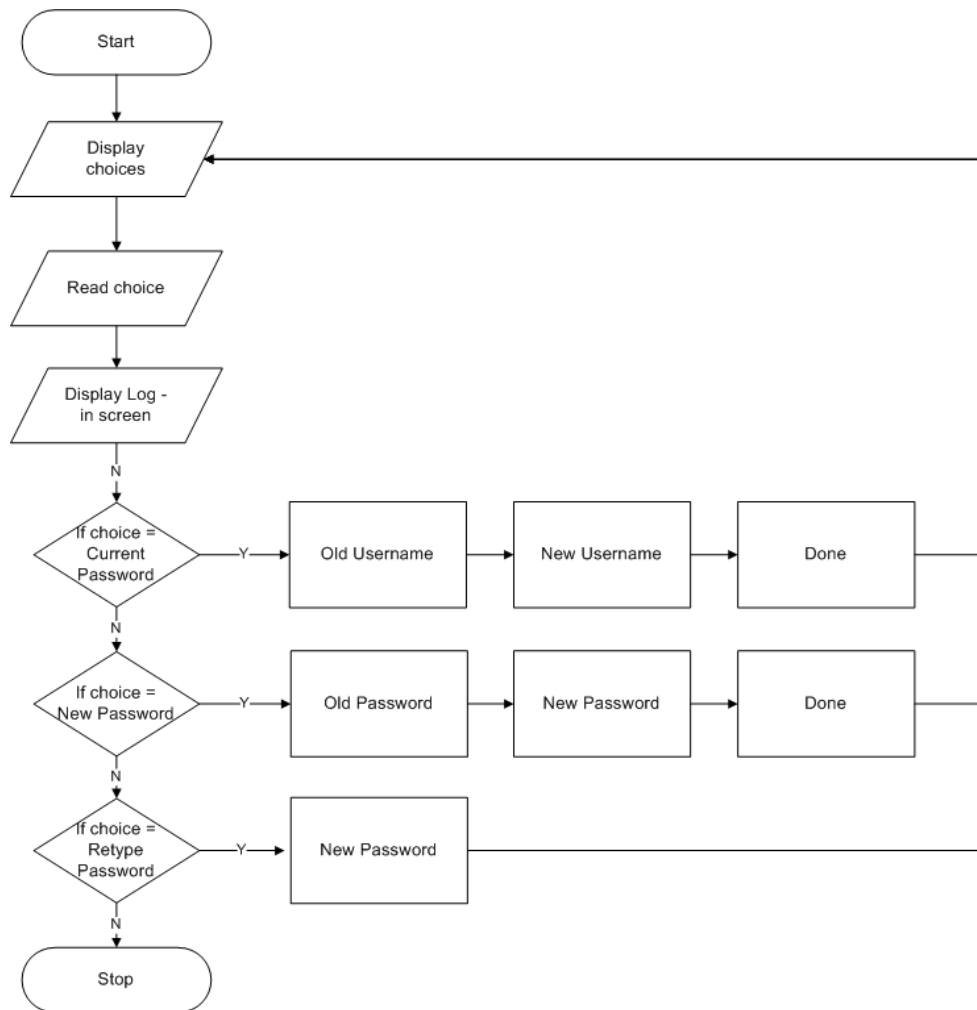 Start
Display
choices
Read choice
Display Log -
in screen
N
If choice =
Current
Password
Y
Old Username
New Username
Done
N
If choice =
New Password
Y
Old Password
New Password
Done
N
If choice =
Retype
Password
Y
New Password
N
Stop